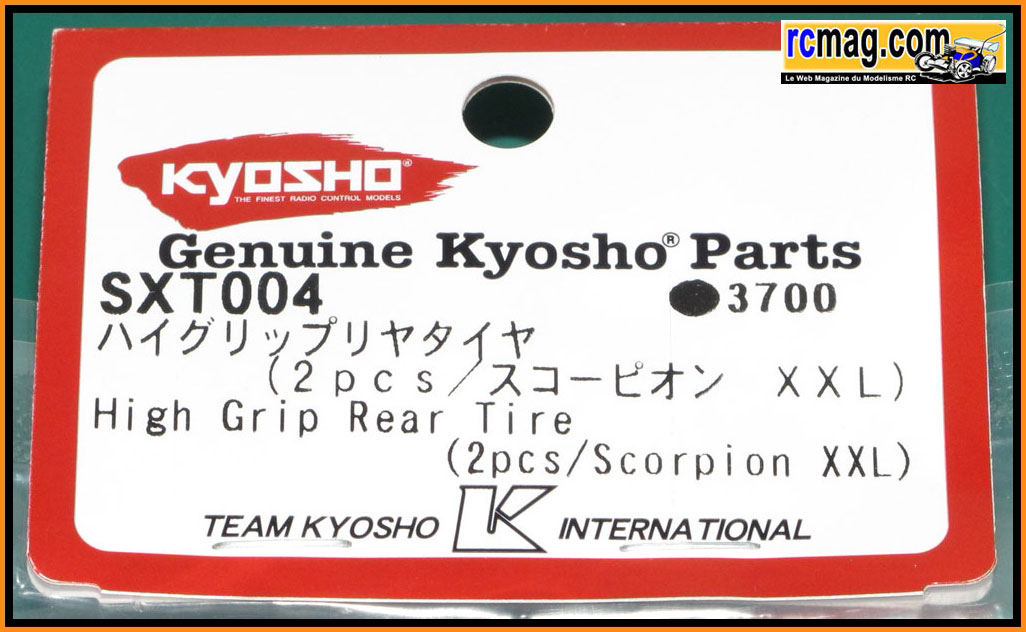 rcmag.com
Le Web Magazine du Modelisme RC
KYOSHO®
THE FINEST RADIO CONTROL MODELS
Genuine Kyosho® Parts
SXT004 ●3700
ハイグリップリヤタイヤ
(2pcs/スコーピオン XXL)
High Grip Rear Tire
(2pcs/Scorpion XXL)
TEAM KYOSHO K INTERNATIONAL